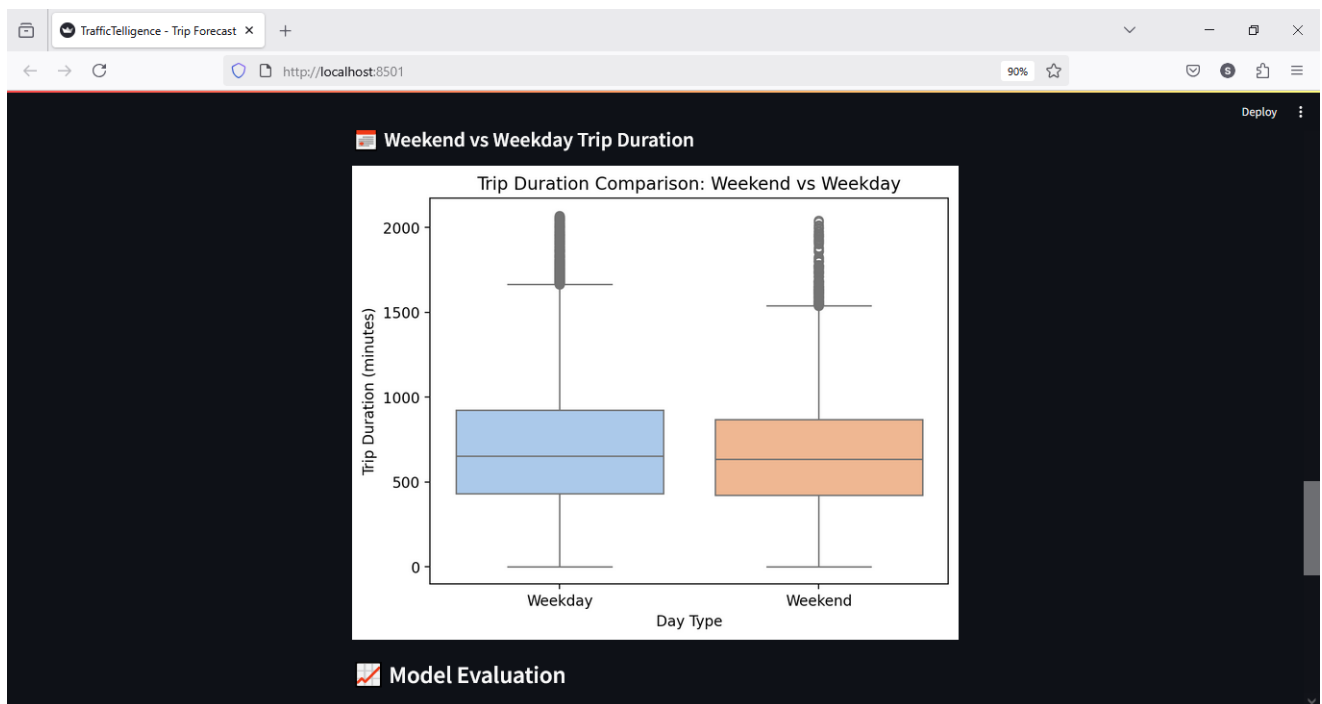 TrafficTelligence - Trip Forecast
http://localhost:8501
90%
S
Deploy
Weekend vs Weekday Trip Duration
Trip Duration Comparison: Weekend vs Weekday
Trip Duration (minutes)
2000
1500
1000
500
0
Weekday Weekend
Day Type
Model Evaluation